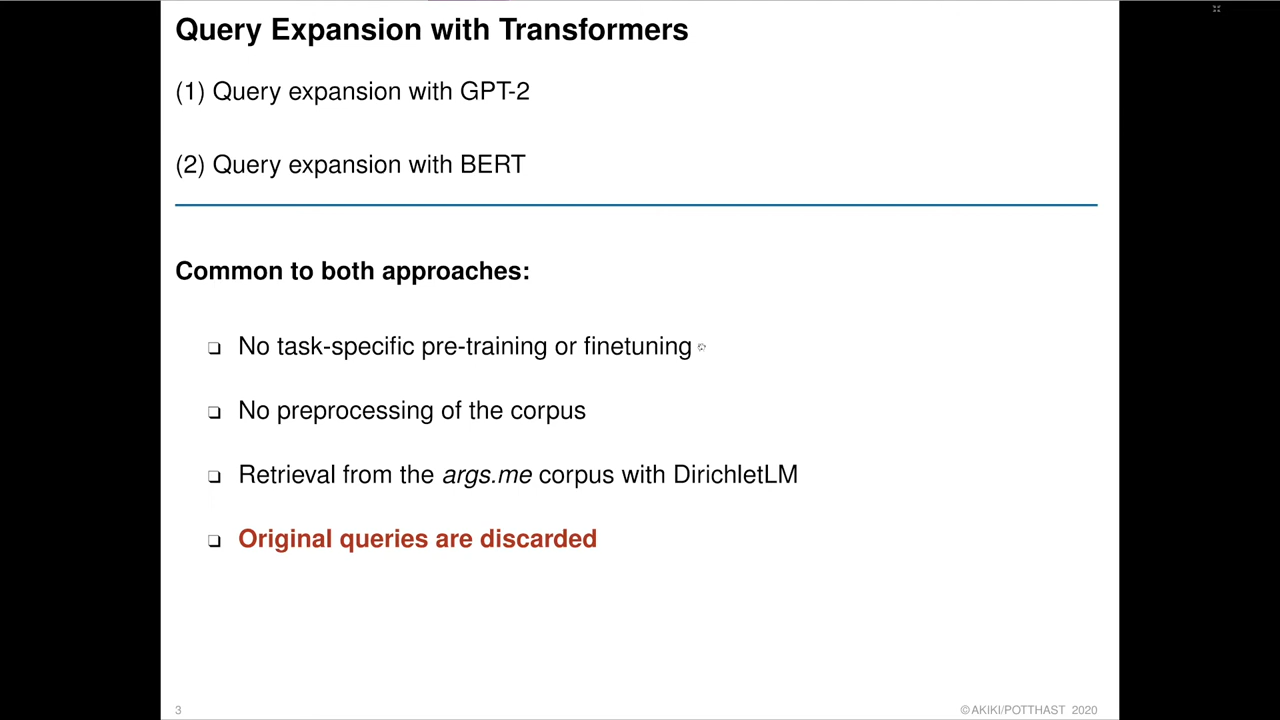 Query Expansion with Transformers
(1) Query expansion with GPT-2
(2) Query expansion with BERT
Common to both approaches:
❏ No task-specific pre-training or finetuning
❏ No preprocessing of the corpus
❏ Retrieval from the args.me corpus with DirichletLM
❏ Original queries are discarded
3 ©AKIKI/POTTHAST 2020